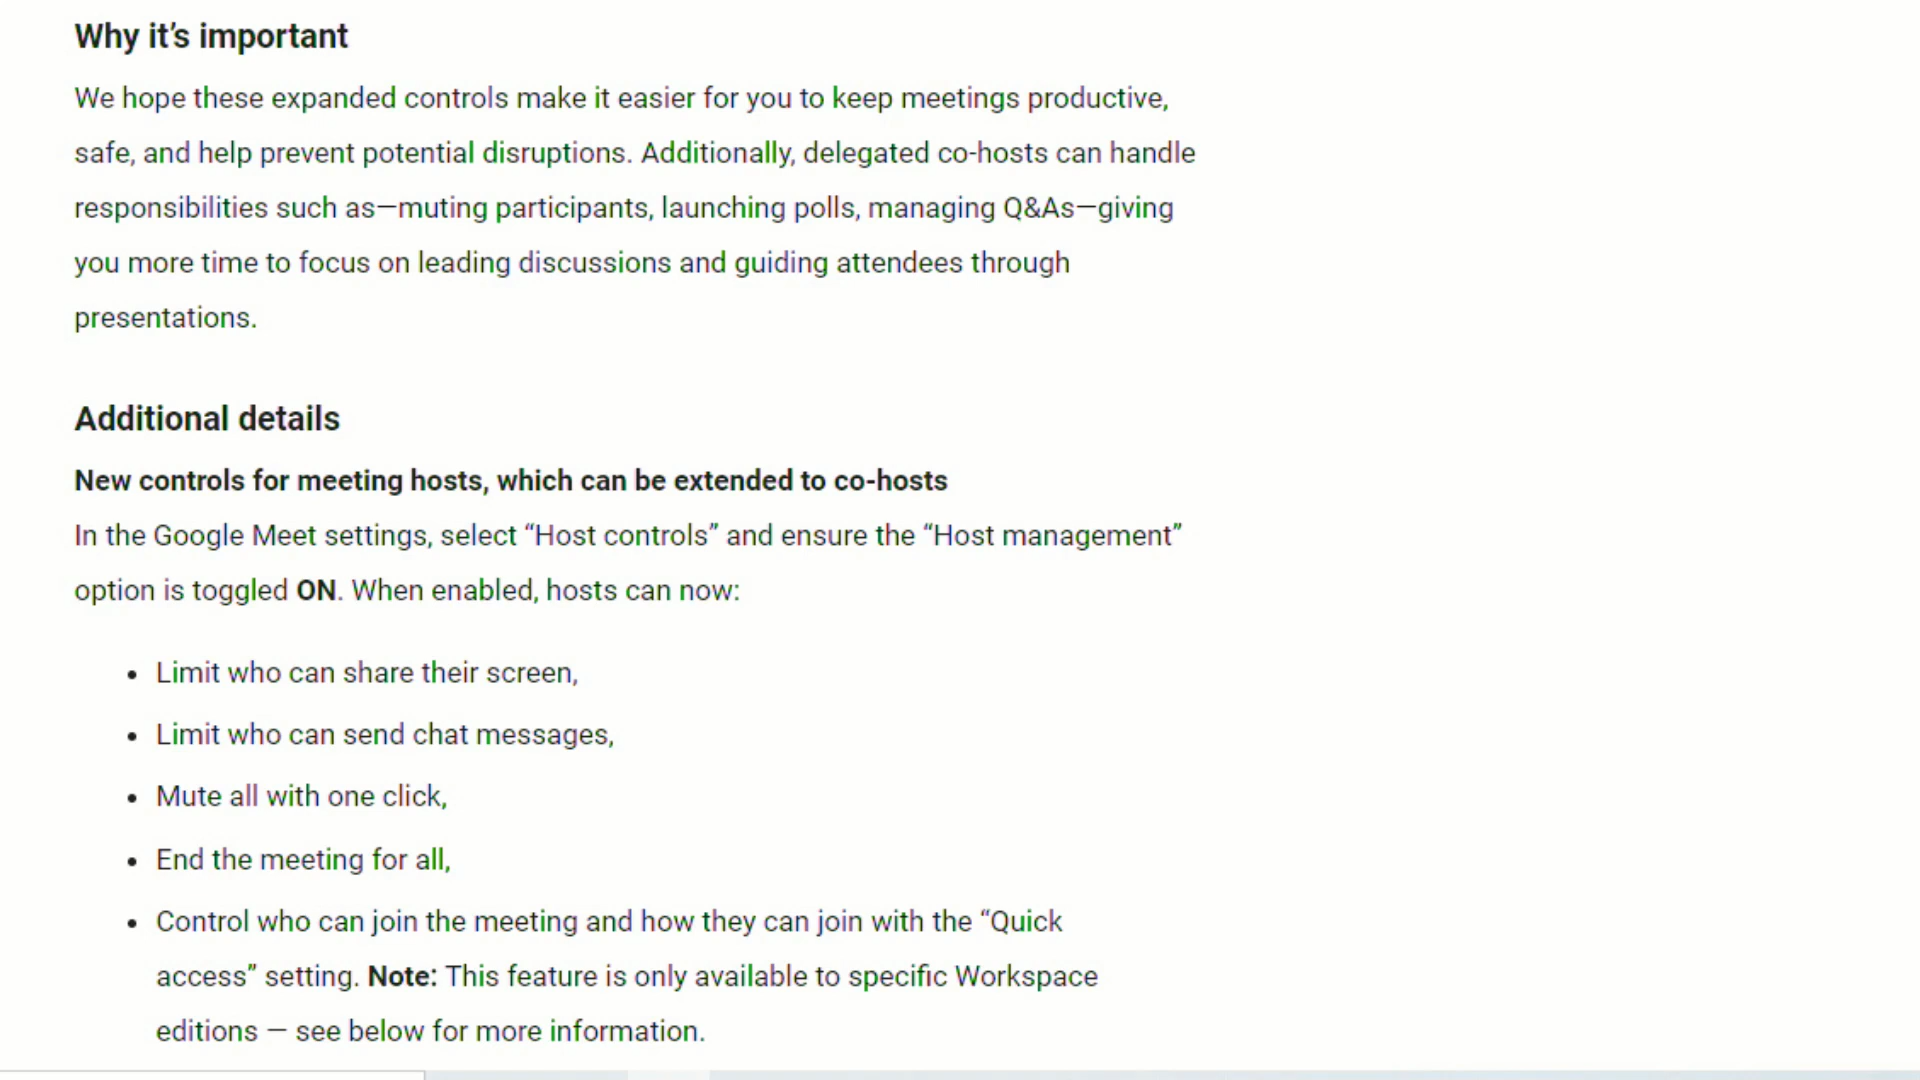 Why it’s important
We hope these expanded controls make it easier for you to keep meetings productive,
safe, and help prevent potential disruptions. Additionally, delegated co-hosts can handle
responsibilities such as—muting participants, launching polls, managing Q&As—giving
you more time to focus on leading discussions and guiding attendees through
presentations.
Additional details
New controls for meeting hosts, which can be extended to co-hosts
In the Google Meet settings, select “Host controls” and ensure the “Host management”
option is toggled ON. When enabled, hosts can now:
• Limit who can share their screen,
• Limit who can send chat messages,
• Mute all with one click,
• End the meeting for all,
• Control who can join the meeting and how they can join with the “Quick
access” setting. Note: This feature is only available to specific Workspace
editions — see below for more information.